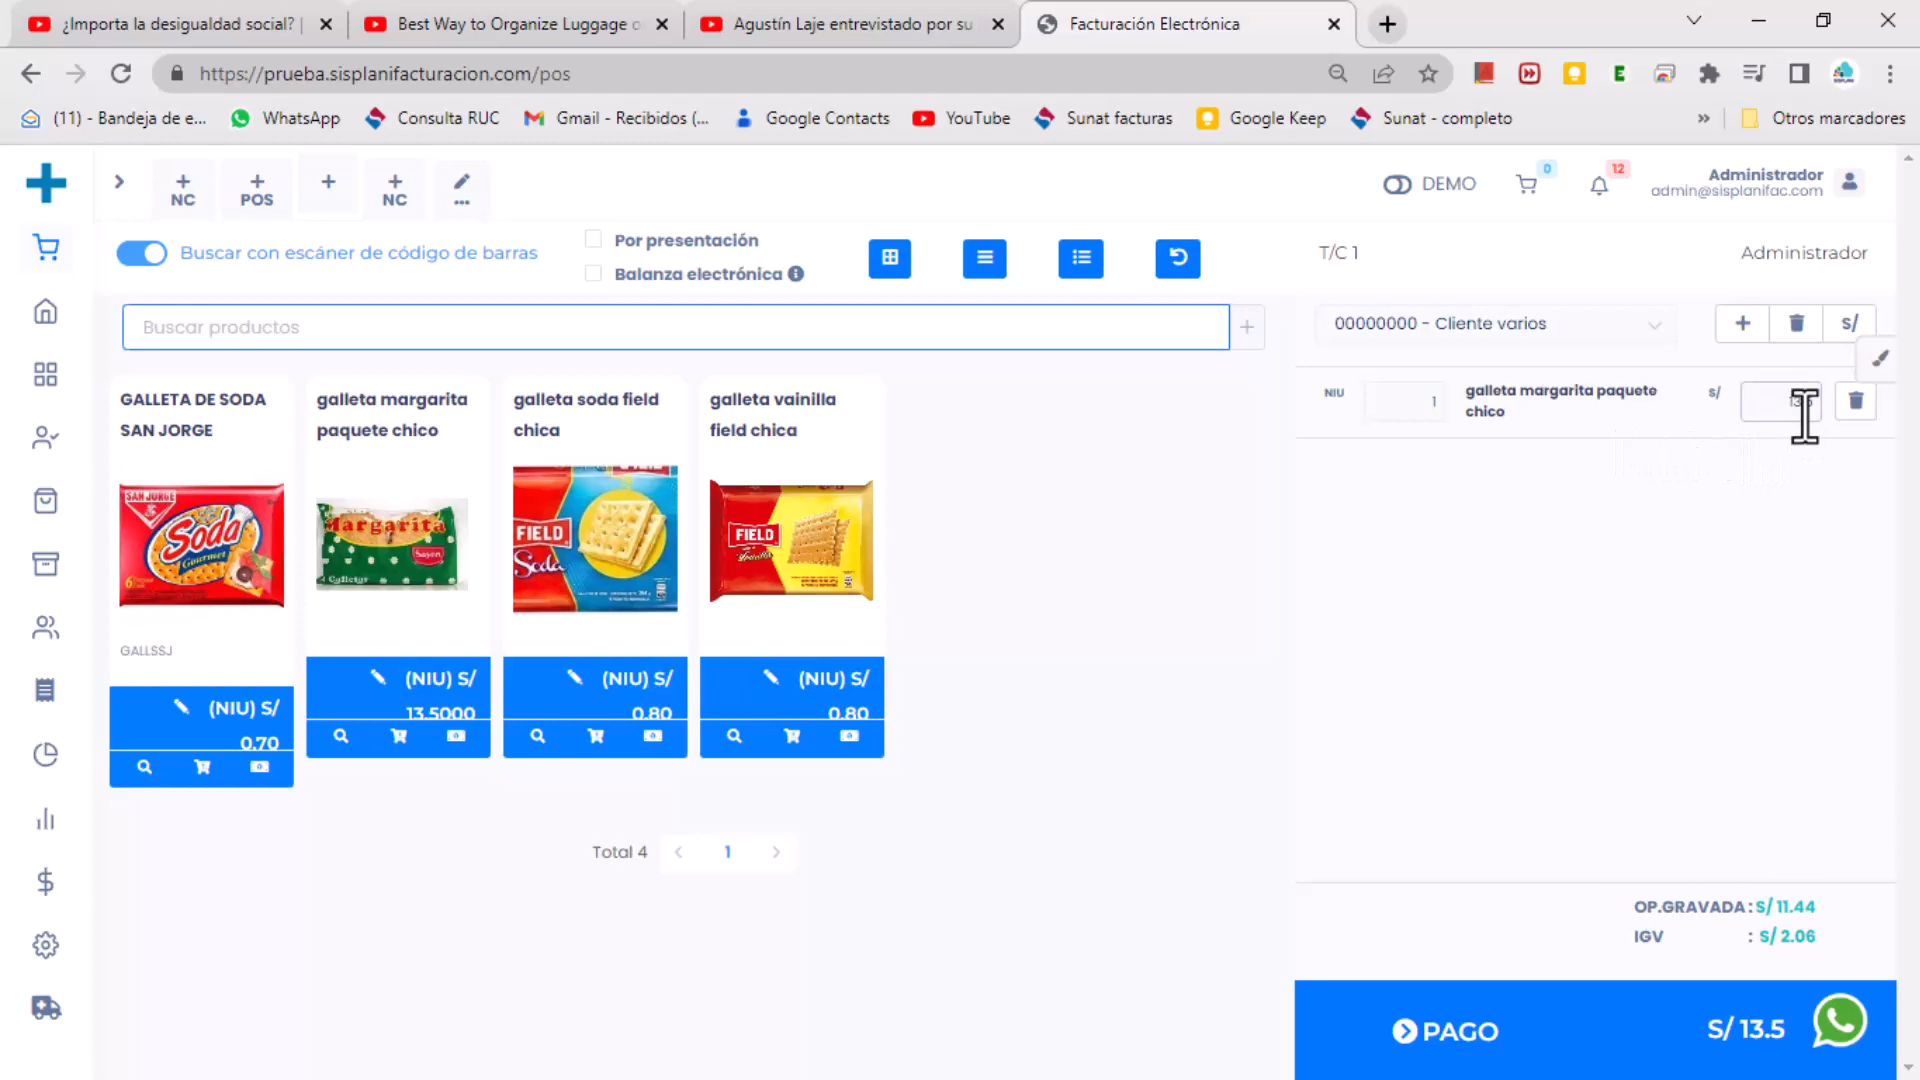 ¿Importa la desigualdad social? |
Best Way to Organize Luggage o
Agustín Laje entrevistado por su
Facturación Electrónica
https://prueba.sisplanifacturacion.com/pos
(11) - Bandeja de e...
WhatsApp
Consulta RUC
Gmail - Recibidos (...
Google Contacts
YouTube
Sunat facturas
Google Keep
Sunat - completo
»
Otros marcadores
+ NC
+ POS
+
+ NC
...
DEMO
0
12
Administrador
admin@sisplanifac.com
Buscar con escáner de código de barras
Por presentación
Balanza electrónica
T/C 1
Administrador
Buscar productos
00000000 - Cliente varios
S/
GALLETA DE SODA
SAN JORGE
SAN JORGE
Soda
Gourmet
GALLSSJ
(NIU) S/
0.70
galleta margarita
paquete chico
Margarita
Sayon
Galletas
(NIU) S/
13.5000
galleta soda field
chica
FIELD
Soda
(NIU) S/
0.80
galleta vainilla
field chica
FIELD
Vainilla
(NIU) S/
0.80
NIU
1
galleta margarita paquete
chico
S/
Total 4
1
OP.GRAVADA : S/ 11.44
IGV : S/ 2.06
PAGO
S/ 13.5